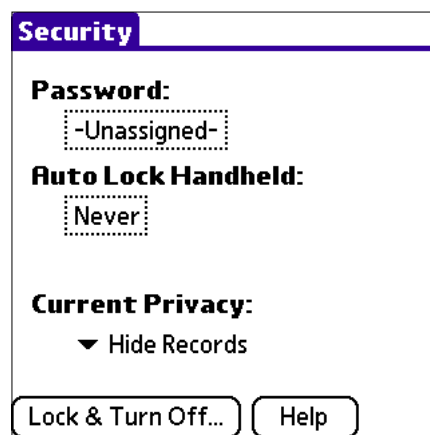 Security
Password:
-Unassigned-
Auto Lock Handheld:
Never
Current Privacy:
Hide Records
Lock & Turn Off... Help